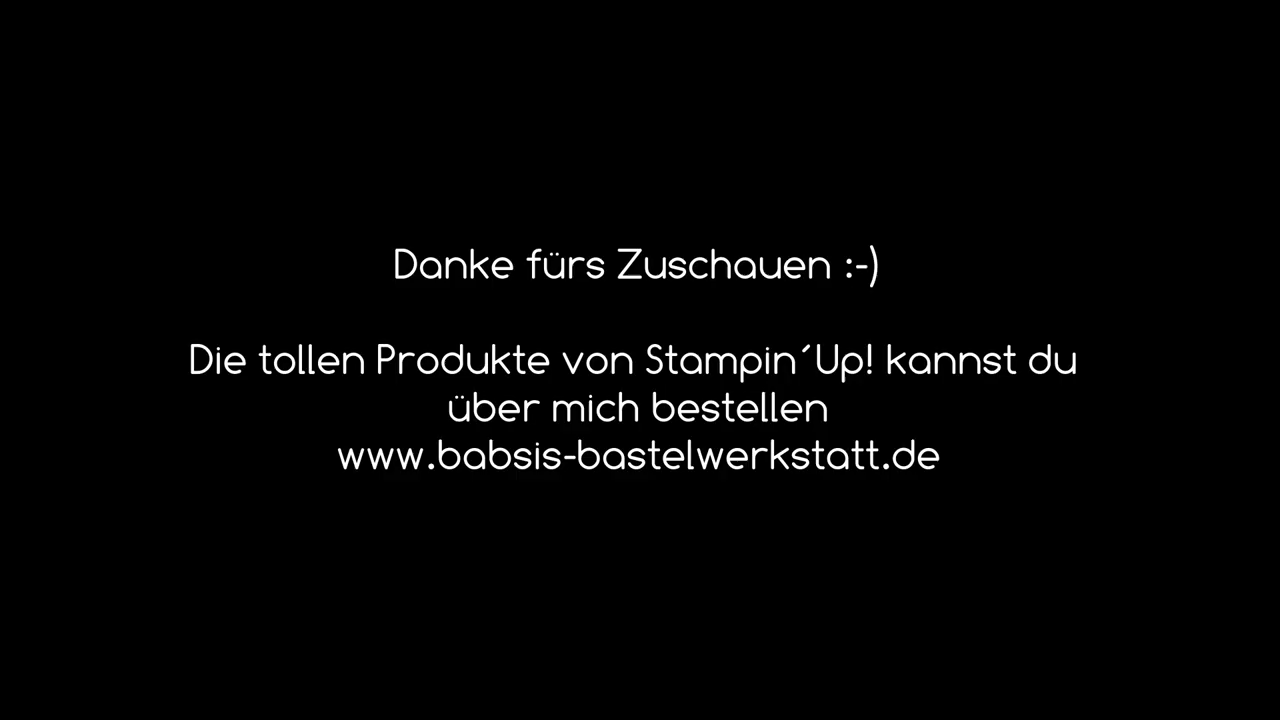 Danke fürs Zuschauen :-)
Die tollen Produkte von Stampin´Up! kannst du
über mich bestellen
www.babsis-bastelwerkstatt.de